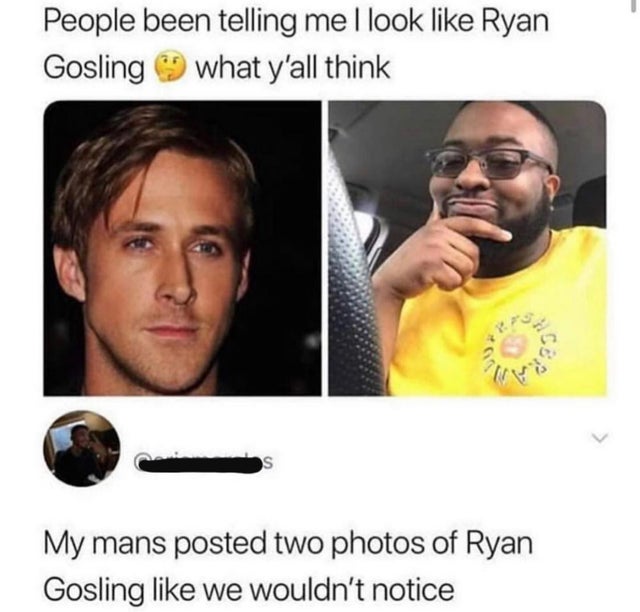 People been telling me I look like Ryan
Gosling 🤔 what y'all think
My mans posted two photos of Ryan
Gosling like we wouldn't notice